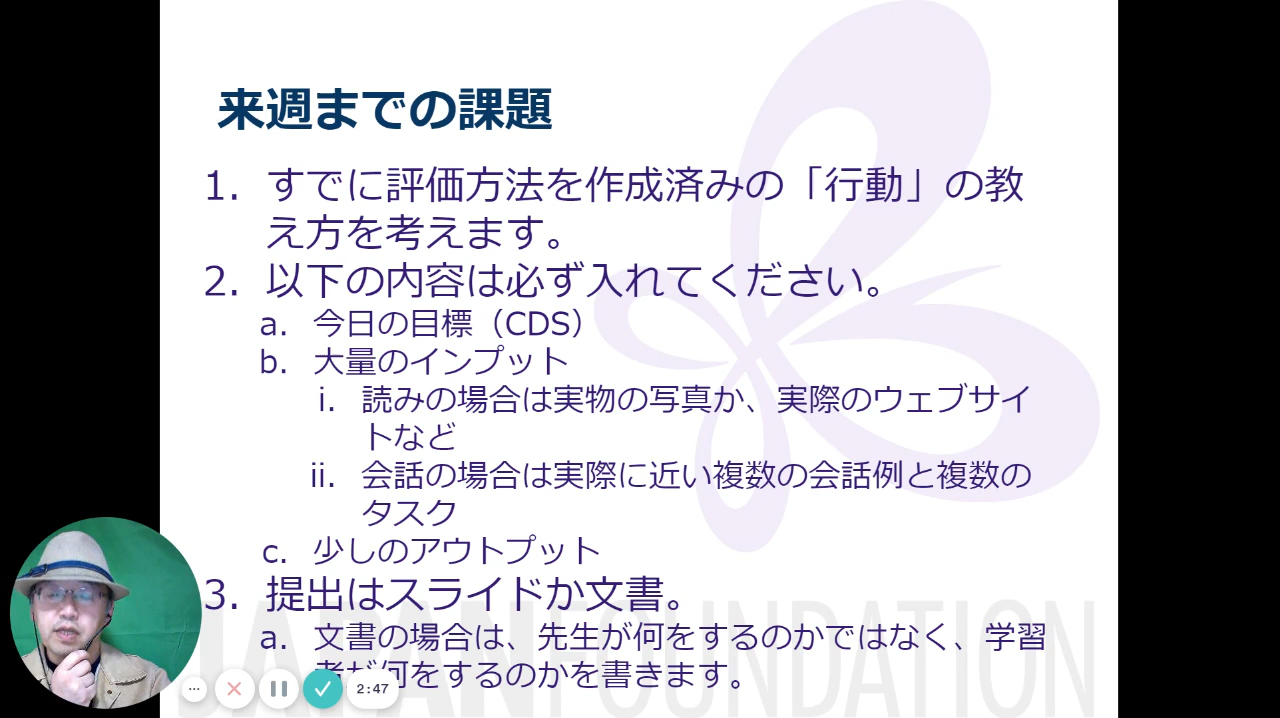 来週までの課題
1. すでに評価方法を作成済みの「行動」の教
え方を考えます。
2. 以下の内容は必ず入れてください。
a. 今日の目標（CDS）
b. 大量のインプット
i. 読みの場合は実物の写真か、実際のウェブサイ
トなど
ii. 会話の場合は実際に近い複数の会話例と複数の
タスク
c. 少しのアウトプット
3. 提出はスライドか文書。
a. 文書の場合は、先生が何をするのかではなく、学習
者が何をするのかを書きます。
JAPANFOUNDATION
2:47